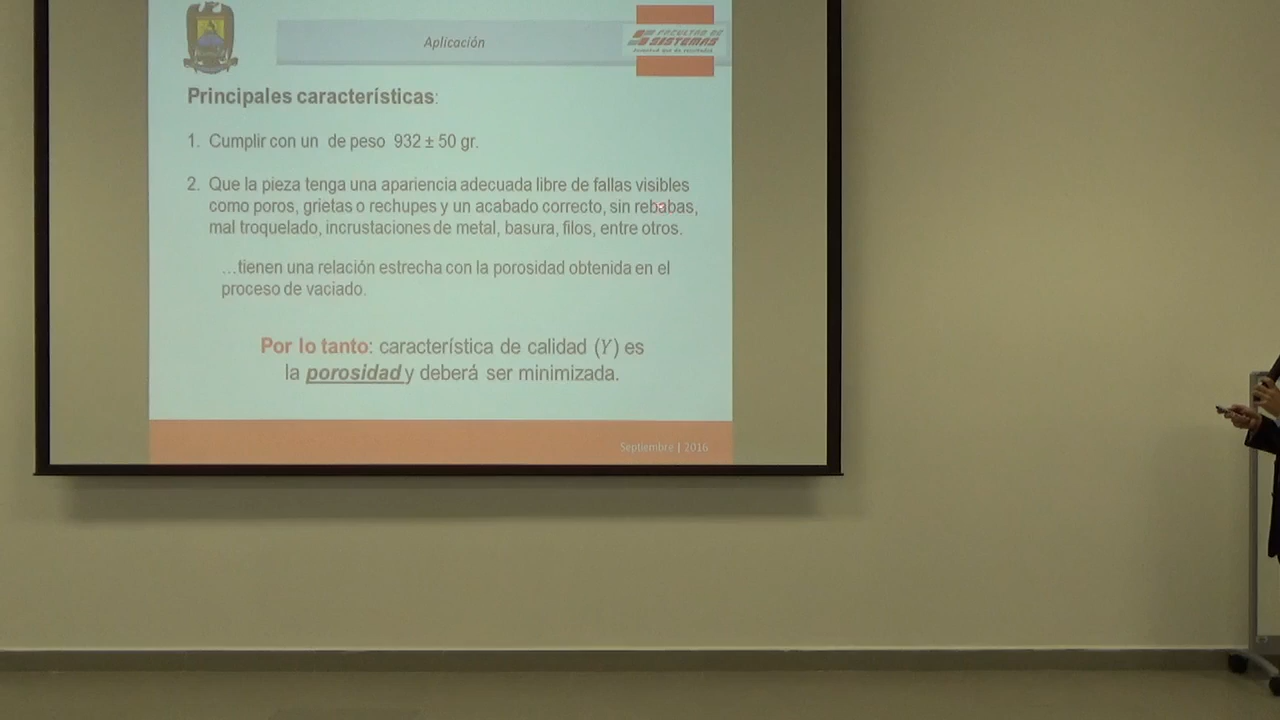 Aplicación
FACULTAD DE
SISTEMAS
Principales características:
1. Cumplir con un de peso 932 ± 50 gr.
2. Que la pieza tenga una apariencia adecuada libre de fallas visibles
como poros, grietas o rechupes y un acabado correcto, sin rebabas,
mal troquelado, incrustaciones de metal, basura, filos, entre otros.
…tienen una relación estrecha con la porosidad obtenida en el
proceso de vaciado.
Por lo tanto: característica de calidad (Y) es
la porosidad y deberá ser minimizada.
Septiembre | 2016